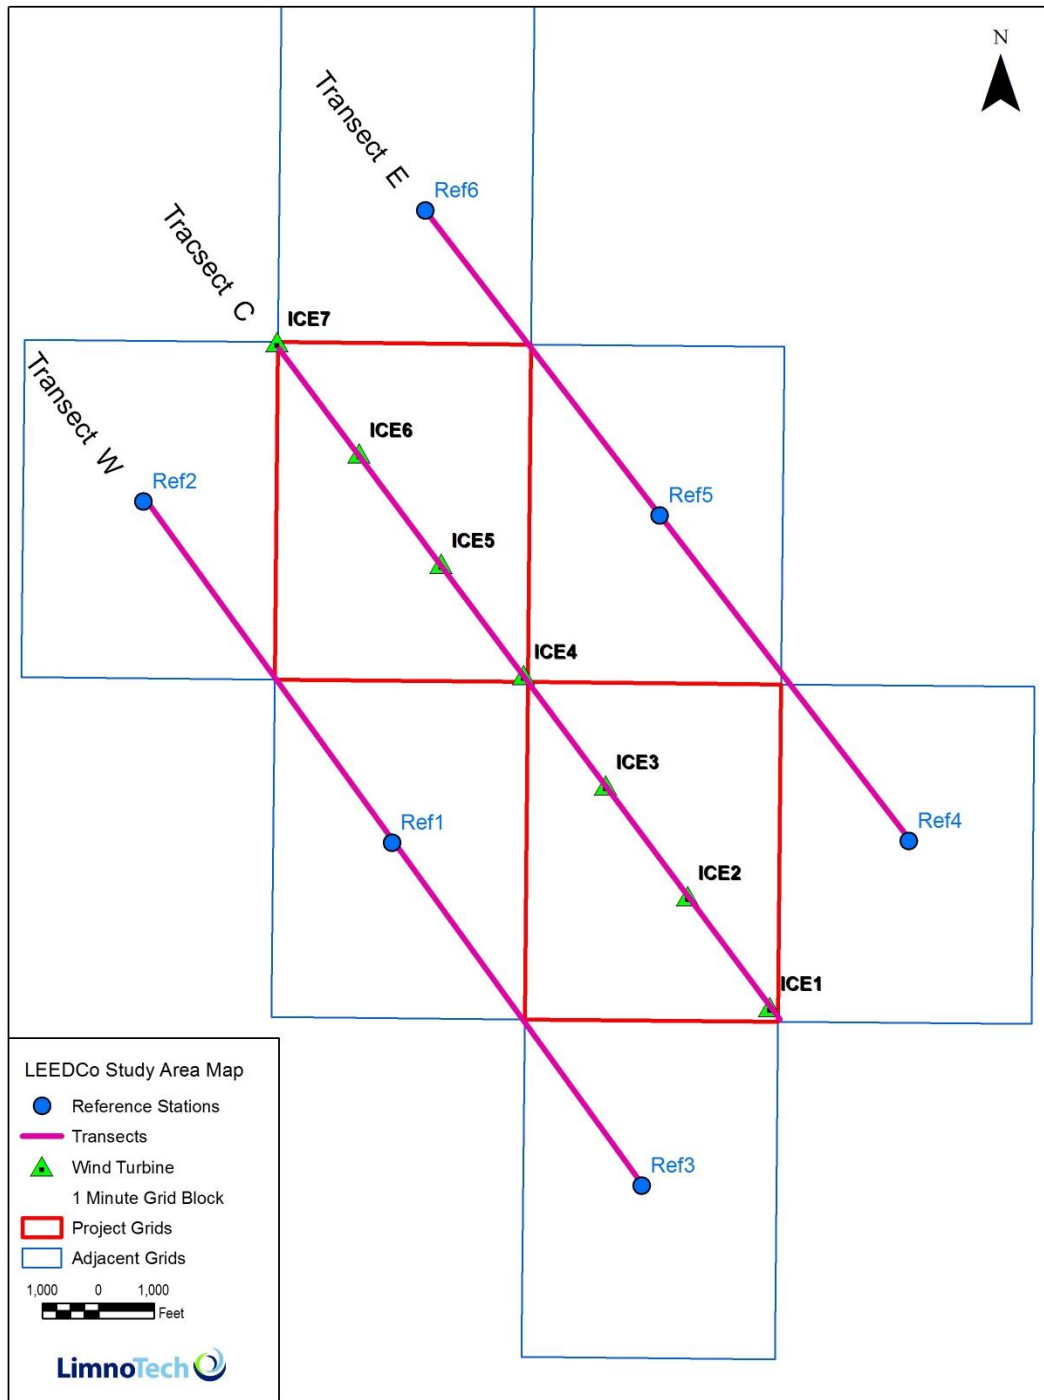 N
Transect E
Ref6
Tracsect C
ICE7
Transect W
ICE6
Ref2
Ref5
ICE5
ICE4
ICE3
Ref1
Ref4
ICE2
ICE1
Ref3
LEEDCo Study Area Map
Reference Stations
Transects
Wind Turbine
1 Minute Grid Block
Project Grids
Adjacent Grids
1,000 0 1,000
Feet
LimnoTech